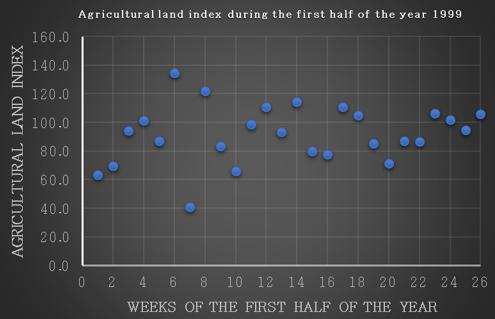 Agricultural land index during the first half of the year 1999
160.0
140.0
120.0
100.0
80.0
60.0
40.0
20.0
0.0
AGRICULTURAL LAND INDEX
0 2 4 6 8 10 12 14 16 18 20 22 24 26
WEEKS OF THE FIRST HALF OF THE YEAR